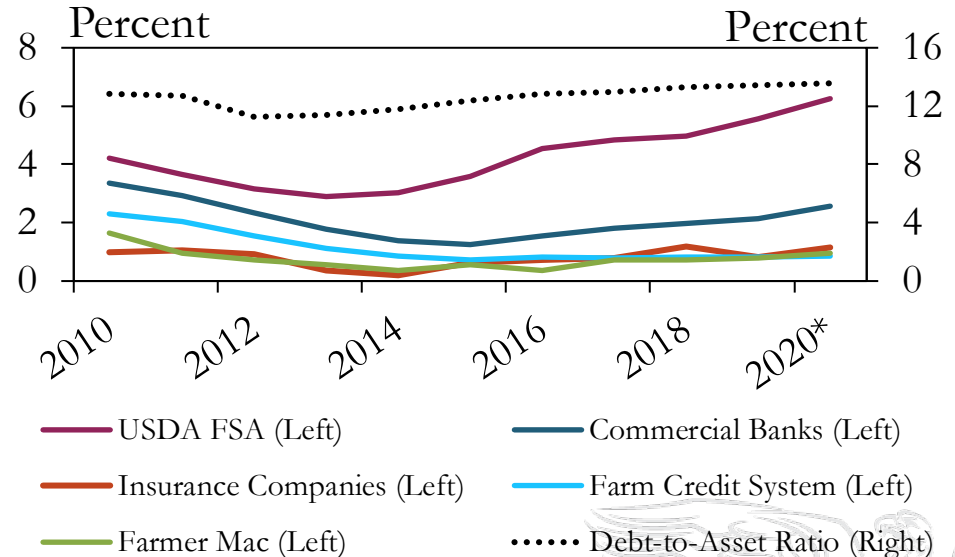 Percent Percent
8 16
6 12
4 8
2 4
0 0
2010 2012 2014 2016 2018 2020*
USDA FSA (Left) Commercial Banks (Left)
Insurance Companies (Left) Farm Credit System (Left)
Farmer Mac (Left) Debt-to-Asset Ratio (Right)